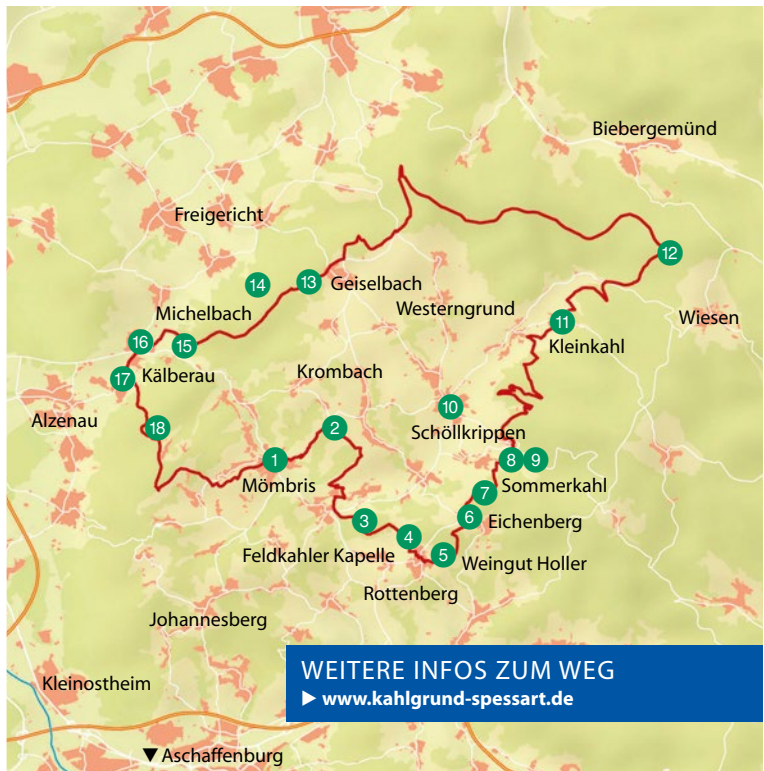 Biebergemünd
Freigericht
12
14
13
Geiselbach
Michelbach
Westerngrund
Wiesen
11
16
15
Kleinkahl
Krombach
17
Kälberau
Alzenau
10
18
2
Schöllkrippen
1
8
9
Mömbris
Sommerkahl
7
3
6
Eichenberg
4
Feldkahler Kapelle
5
Weingut Holler
Rottenberg
Johannesberg
WEITERE INFOS ZUM WEG
▶ www.kahlgrund-spessart.de
Kleinostheim
▼ Aschaffenburg